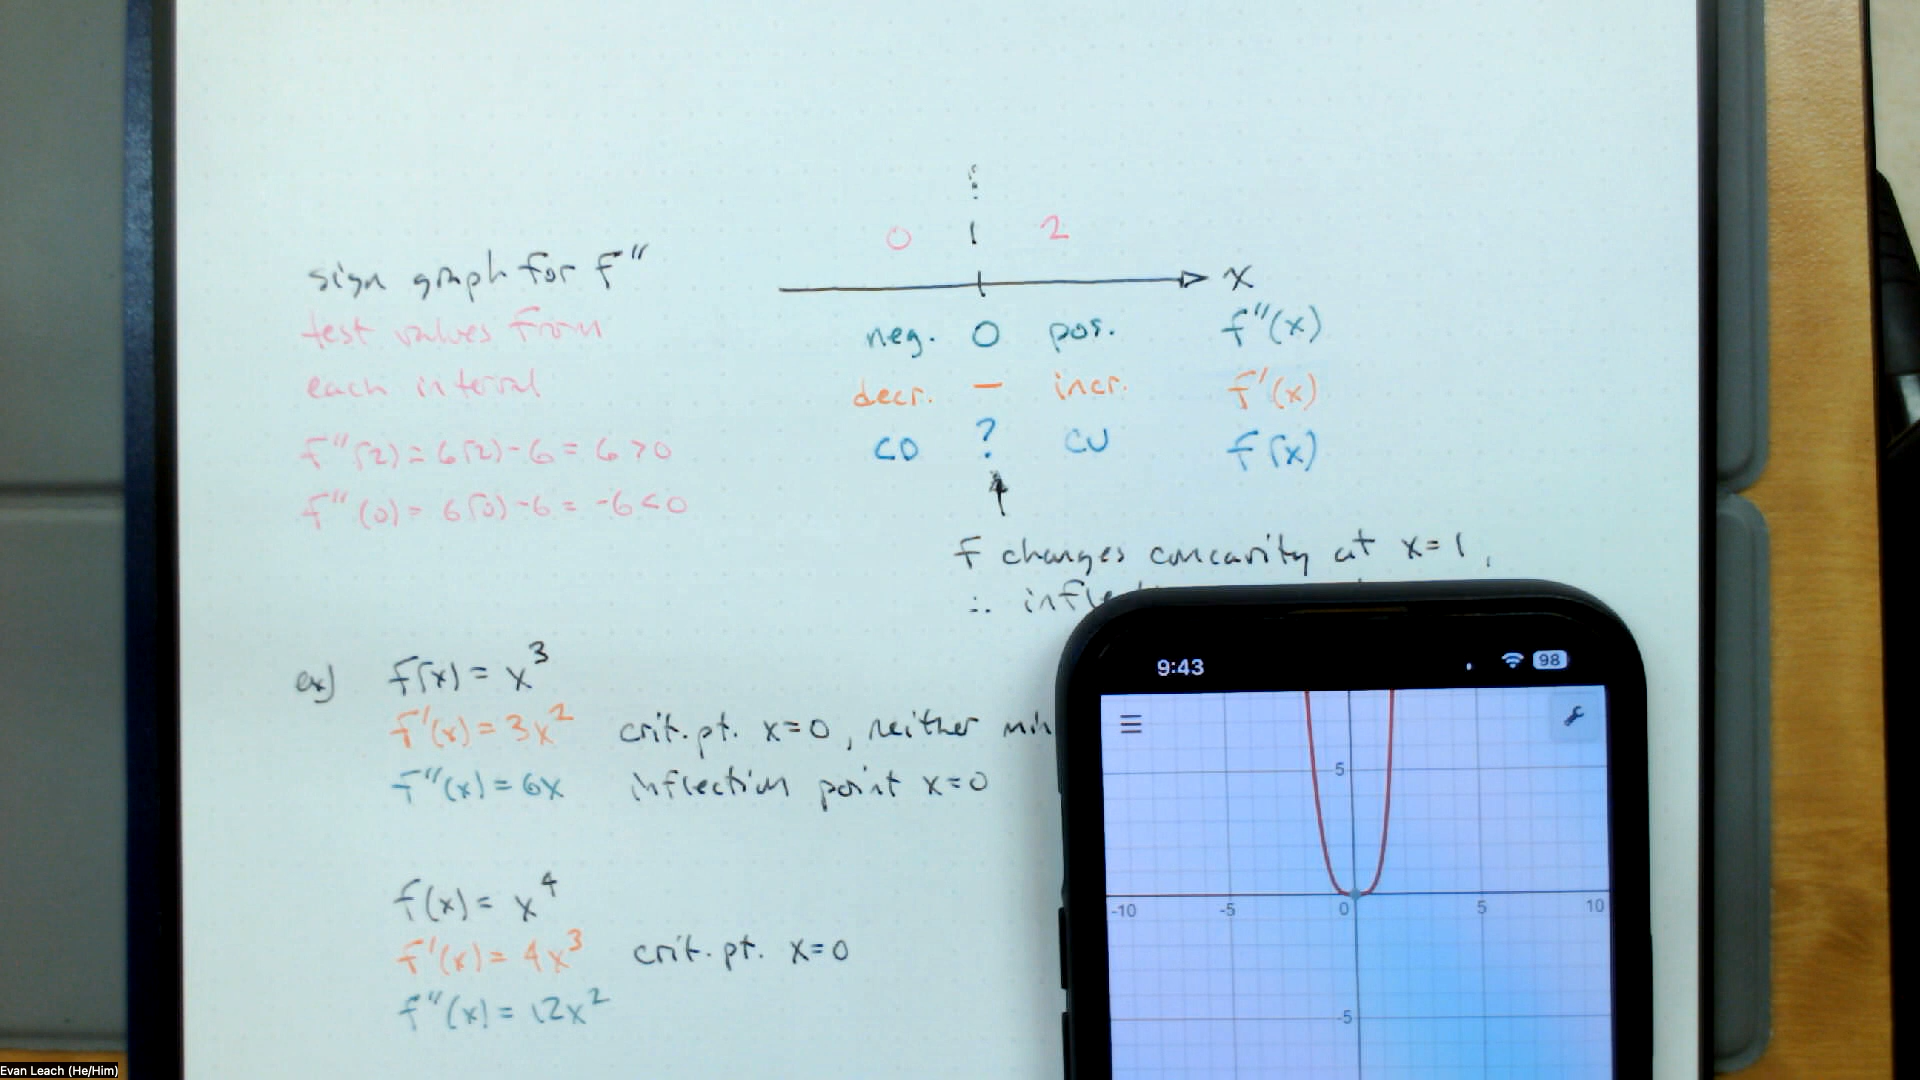 0 1 2
sign graph for f"
x
test values from
neg. 0 pos. f"(x)
each interval
decr. — incr. f'(x)
f"(2) = 6(2)-6 = 6 > 0
CD ? CU f(x)
f"(0) = 6(0)-6 = -6 < 0
f changes concavity at x=1,
∴
ex) f(x) = x³
f'(x) = 3x² crit. pt. x=0, neither min
f"(x) = 6x inflection point x=0
f(x) = x⁴
f'(x) = 4x³ crit. pt. x=0
f"(x) = 12x²
9:43 98
5
-10 -5 0 5 10
-5
Evan Leach (He/Him)